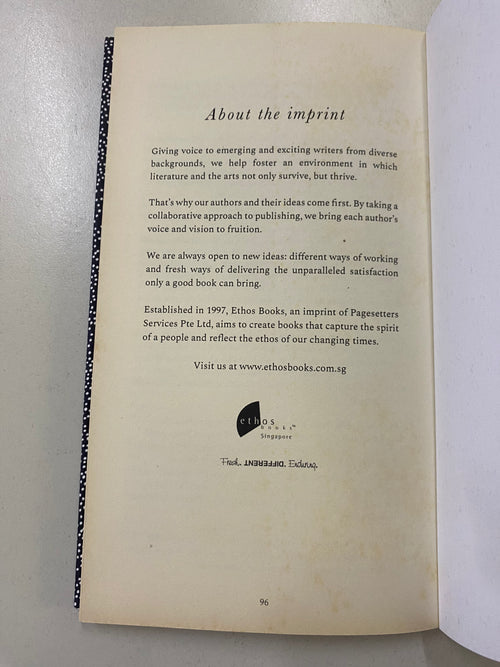 About the imprint
Giving voice to emerging and exciting writers from diverse
backgrounds, we help foster an environment in which
literature and the arts not only survive, but thrive.
That's why our authors and their ideas come first. By taking a
collaborative approach to publishing, we bring each author's
voice and vision to fruition.
We are always open to new ideas: different ways of working
and fresh ways of delivering the unparalleled satisfaction
only a good book can bring.
Established in 1997, Ethos Books, an imprint of Pagesetters
Services Pte Ltd, aims to create books that capture the spirit
of a people and reflect the ethos of our changing times.
Visit us at www.ethosbooks.com.sg
ethos
books™
Singapore
Fresh. DIFFERENT. Enduring.
96